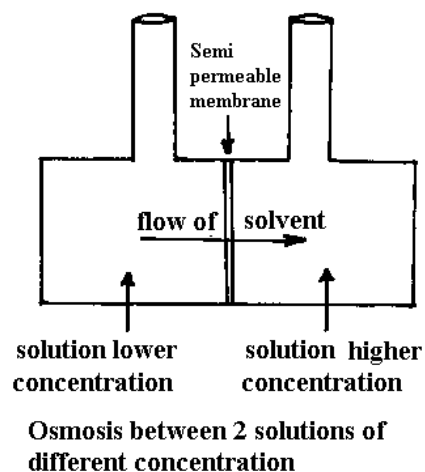 Semi
permeable
membrane
flow of solvent
solution lower
concentration
solution higher
concentration
Osmosis between 2 solutions of
different concentration